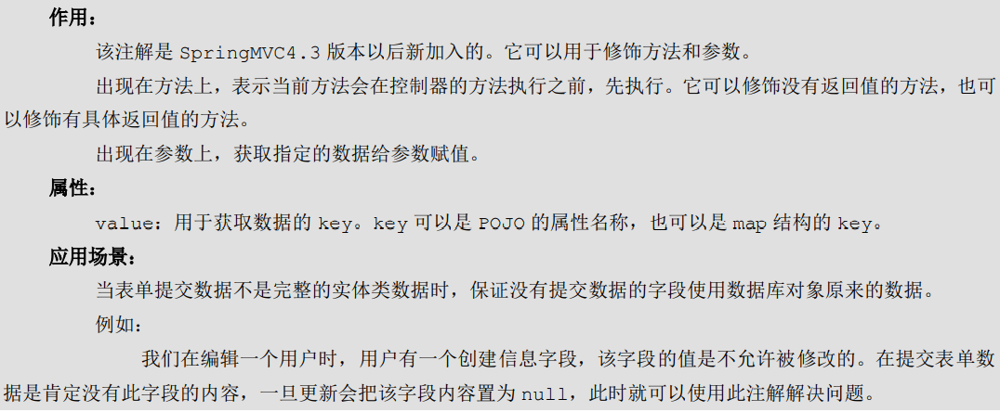 作用：
该注解是 SpringMVC4.3 版本以后新加入的。它可以用于修饰方法和参数。
出现在方法上，表示当前方法会在控制器的方法执行之前，先执行。它可以修饰没有返回值的方法，也可
以修饰有具体返回值的方法。
出现在参数上，获取指定的数据给参数赋值。
属性：
value：用于获取数据的 key。key 可以是 POJO 的属性名称，也可以是 map 结构的 key。
应用场景：
当表单提交数据不是完整的实体类数据时，保证没有提交数据的字段使用数据库对象原来的数据。
例如：
我们在编辑一个用户时，用户有一个创建信息字段，该字段的值是不允许被修改的。在提交表单数
据是肯定没有此字段的内容，一旦更新会把该字段内容置为 null，此时就可以使用此注解解决问题。